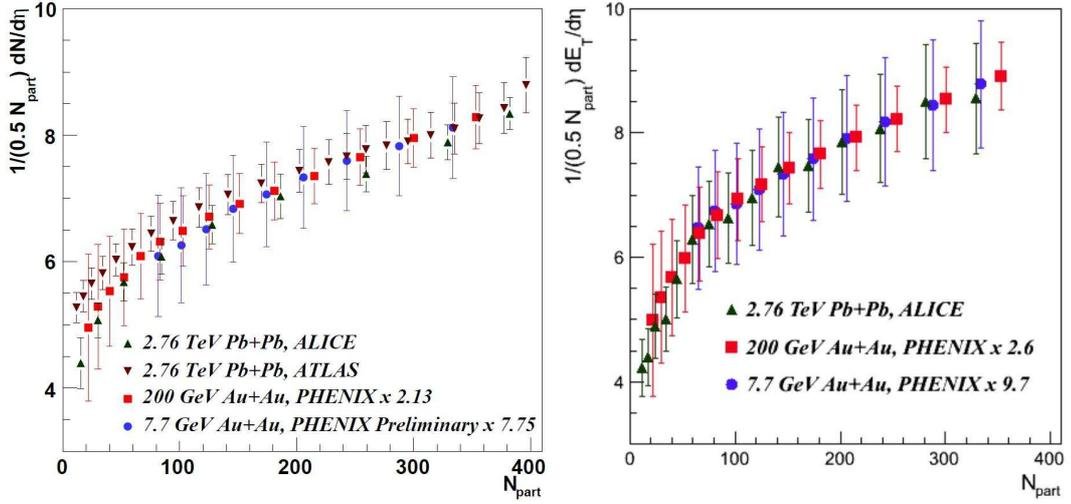 1/(0.5 N_part) dN/dη
10
8
6
4
2.76 TeV Pb+Pb, ALICE
2.76 TeV Pb+Pb, ATLAS
200 GeV Au+Au, PHENIX x 2.13
7.7 GeV Au+Au, PHENIX Preliminary x 7.75
0 100 200 300 400
N_part
1/(0.5 N_part) dE_T/dη
10
8
6
4
2.76 TeV Pb+Pb, ALICE
200 GeV Au+Au, PHENIX x 2.6
7.7 GeV Au+Au, PHENIX x 9.7
0 100 200 300 400
N_part